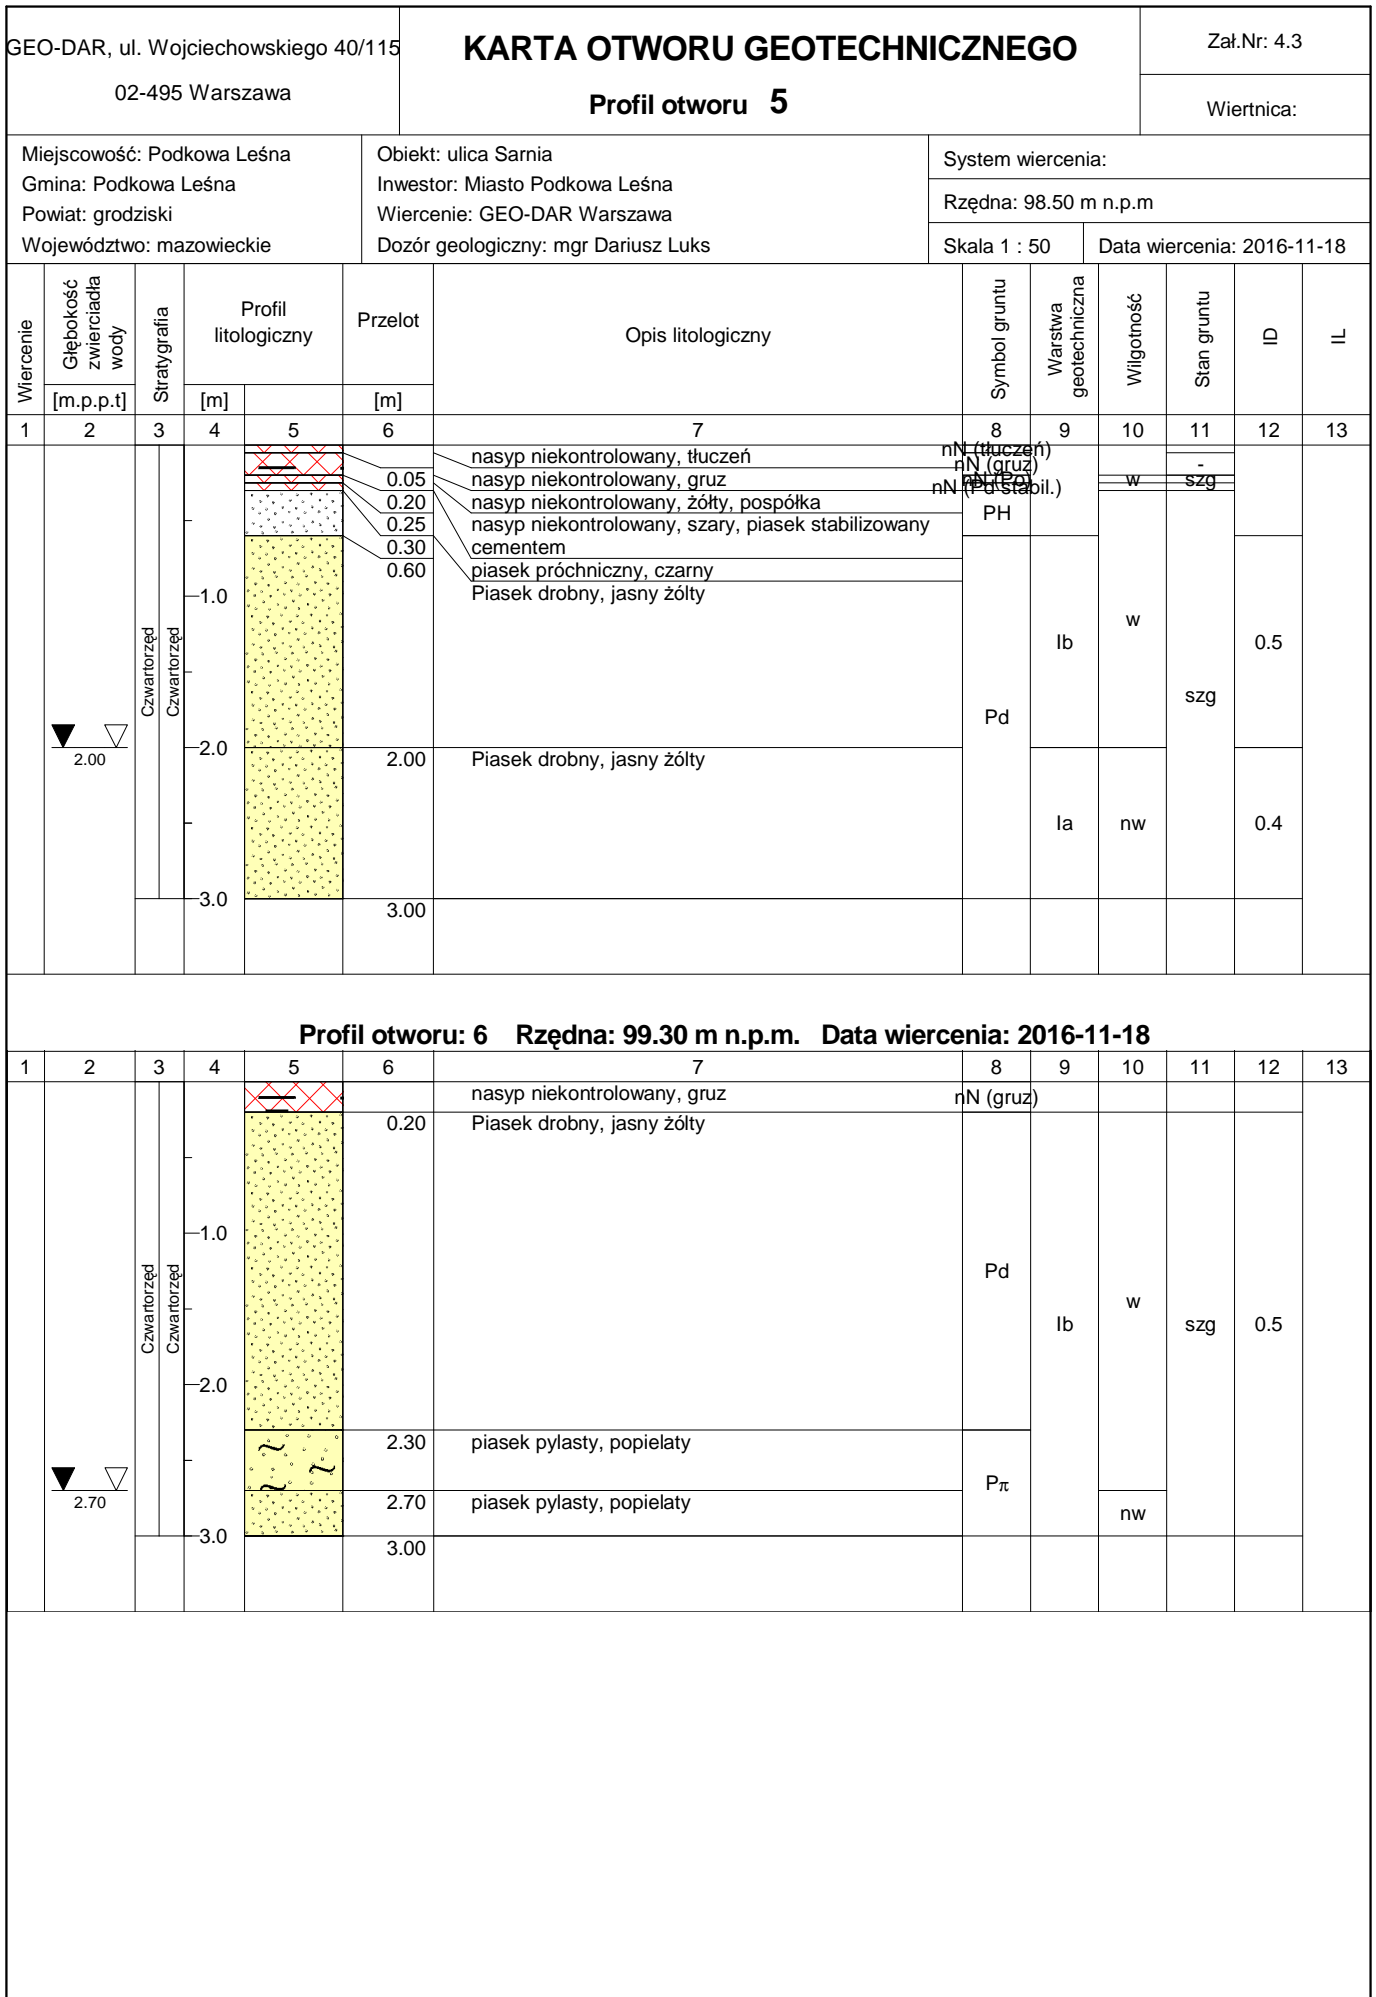 GEO-DAR, ul. Wojciechowskiego 40/115
02-495 Warszawa
KARTA OTWORU GEOTECHNICZNEGO
Profil otworu 5
Zał.Nr: 4.3
Wiertnica:
Miejscowość: Podkowa Leśna
Gmina: Podkowa Leśna
Powiat: grodziski
Województwo: mazowieckie
Obiekt: ulica Sarnia
Inwestor: Miasto Podkowa Leśna
Wiercenie: GEO-DAR Warszawa
Dozór geologiczny: mgr Dariusz Luks
System wiercenia:
Rzędna: 98.50 m n.p.m
Skala 1 : 50
Data wiercenia: 2016-11-18
Wiercenie
Głębokość
zwierciadła
wody
[m.p.p.t]
Stratygrafia
Profil
litologiczny
[m]
Przelot
[m]
Opis litologiczny
Symbol gruntu
Warstwa
geotechniczna
Wilgotność
Stan gruntu
ID
IL
1 2 3 4 5 6 7 8 9 10 11 12 13
nasyp niekontrolowany, tłuczeń nN (tłuczeń)
0.05 nasyp niekontrolowany, gruz nN (gruz) -
0.20 nasyp niekontrolowany, żółty, pospółka nN (Po) w szg
0.25 nasyp niekontrolowany, szary, piasek stabilizowany nN (Pd stabil.)
0.30 cementem PH
0.60 piasek próchniczny, czarny
1.0 Piasek drobny, jasny żólty
Czwartorzęd
Czwartorzęd
Ib w 0.5
szg
Pd
2.00 2.0 2.00 Piasek drobny, jasny żólty
Ia nw 0.4
3.0 3.00
Profil otworu: 6 Rzędna: 99.30 m n.p.m. Data wiercenia: 2016-11-18
1 2 3 4 5 6 7 8 9 10 11 12 13
nasyp niekontrolowany, gruz nN (gruz)
0.20 Piasek drobny, jasny żólty
1.0
Czwartorzęd
Czwartorzęd
Pd
w
Ib szg 0.5
2.0
2.30 piasek pylasty, popielaty
Pπ
2.70 2.70 piasek pylasty, popielaty
nw
3.0 3.00